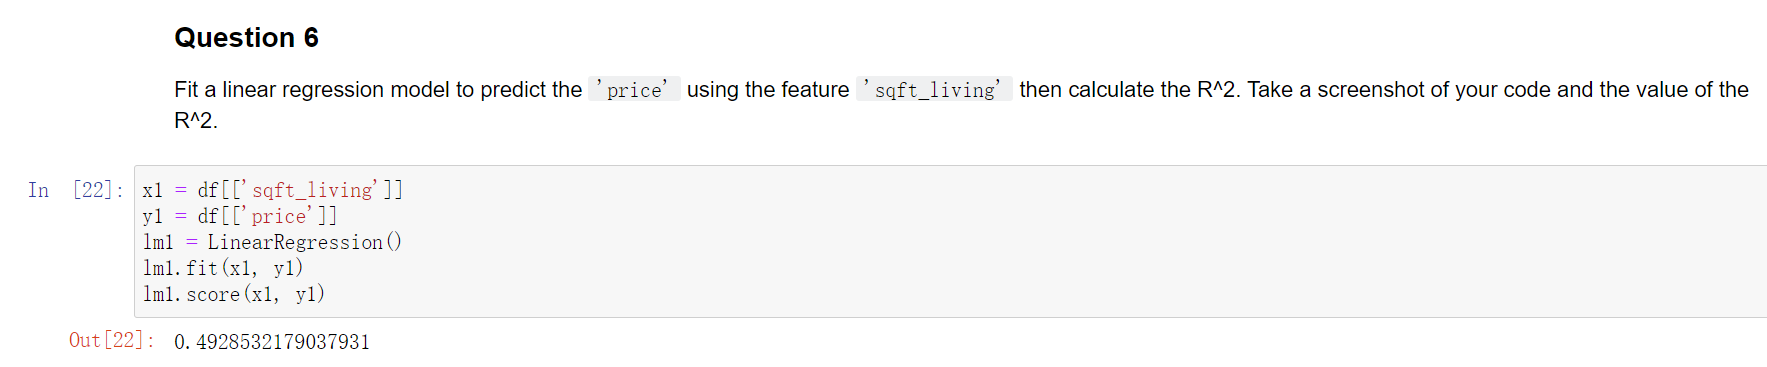 Question 6
Fit a linear regression model to predict the 'price' using the feature 'sqft_living' then calculate the R^2. Take a screenshot of your code and the value of the
R^2.
In [22]: x1 = df[['sqft_living']]
y1 = df[['price']]
lm1 = LinearRegression()
lm1.fit(x1, y1)
lm1.score(x1, y1)
Out[22]: 0.4928532179037931